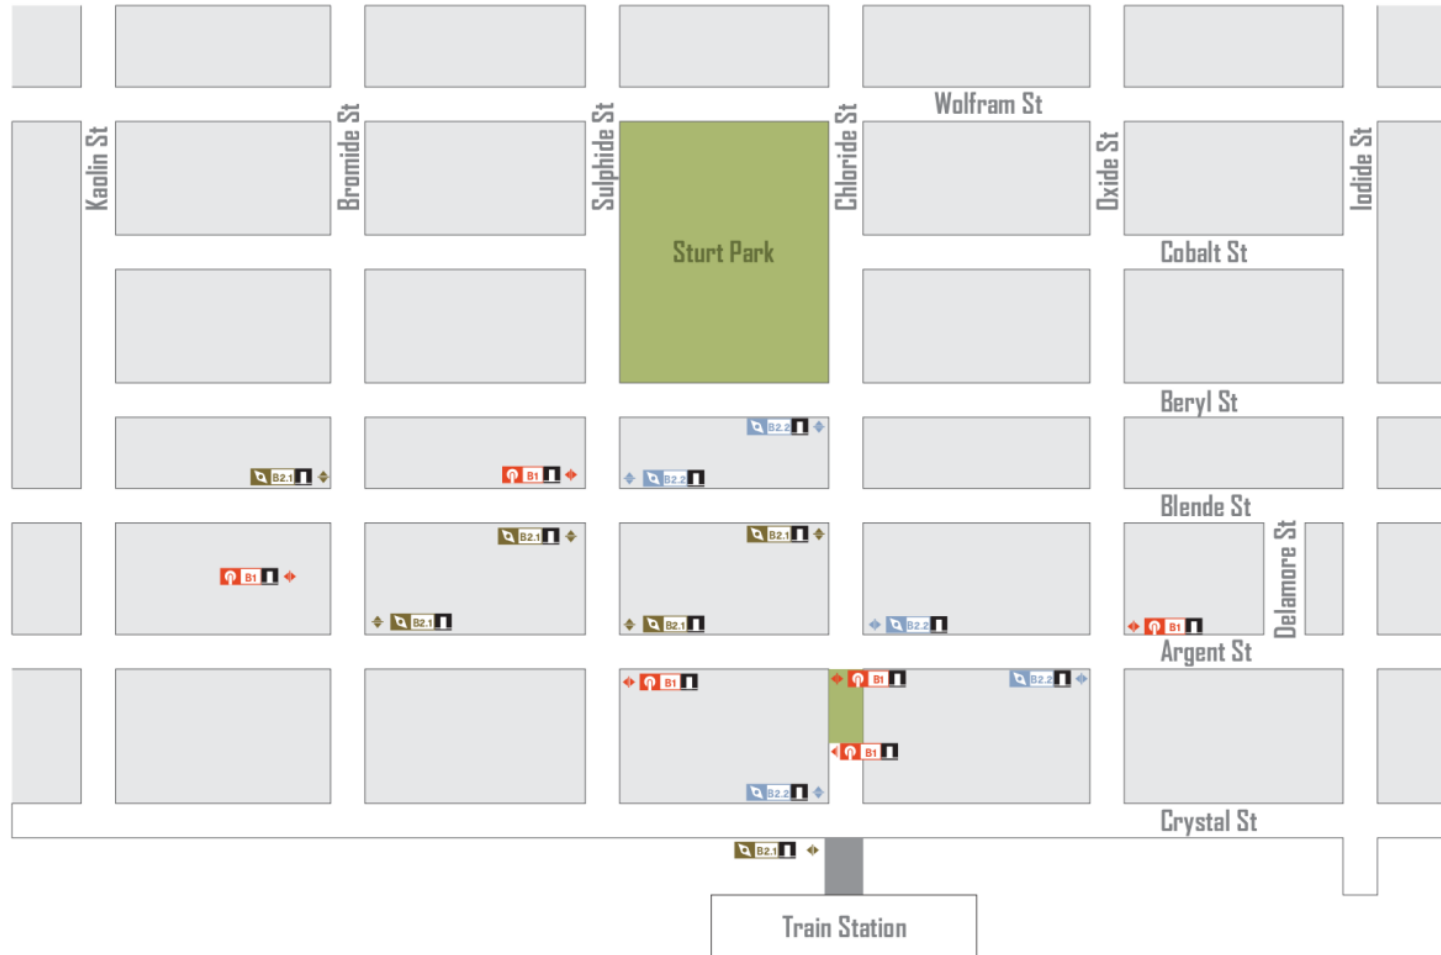 Wolfram St
Kaolin St
Bromide St
Sulphide St
Chloride St
Oxide St
Iodide St
Sturt Park
Cobalt St
Beryl St
B2.2
B2.1
B1
B2.2
Blende St
B2.1
B2.1
Delamore St
B1
B2.1
B2.1
B2.2
B1
Argent St
B1
B1
B2.2
B1
B2.2
Crystal St
B2.1
Train Station